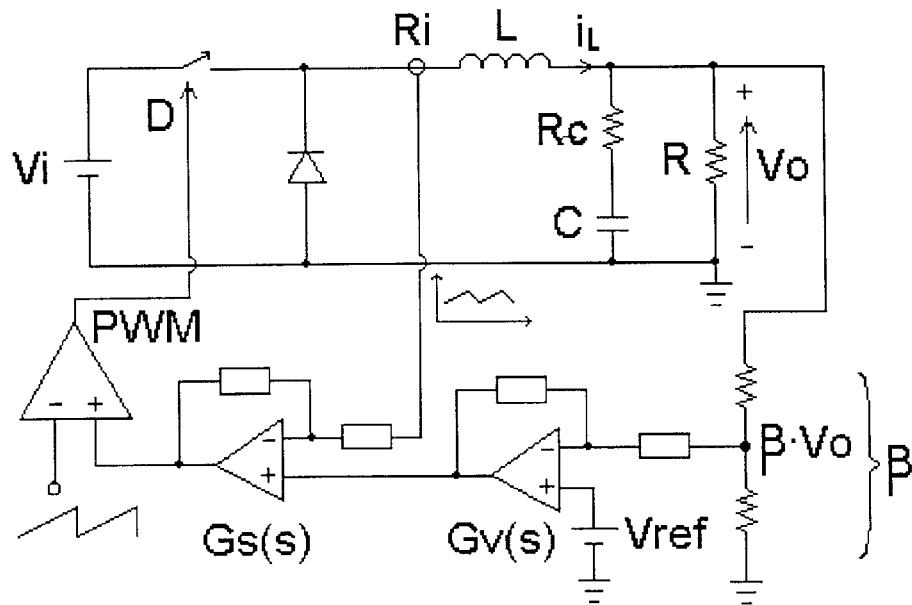 Ri
L
iL
D
Vi
Rc
R
C
+
Vo
-
PWM
- +
-
+
-
+
β·Vo
β
Gs(s)
Gv(s)
Vref